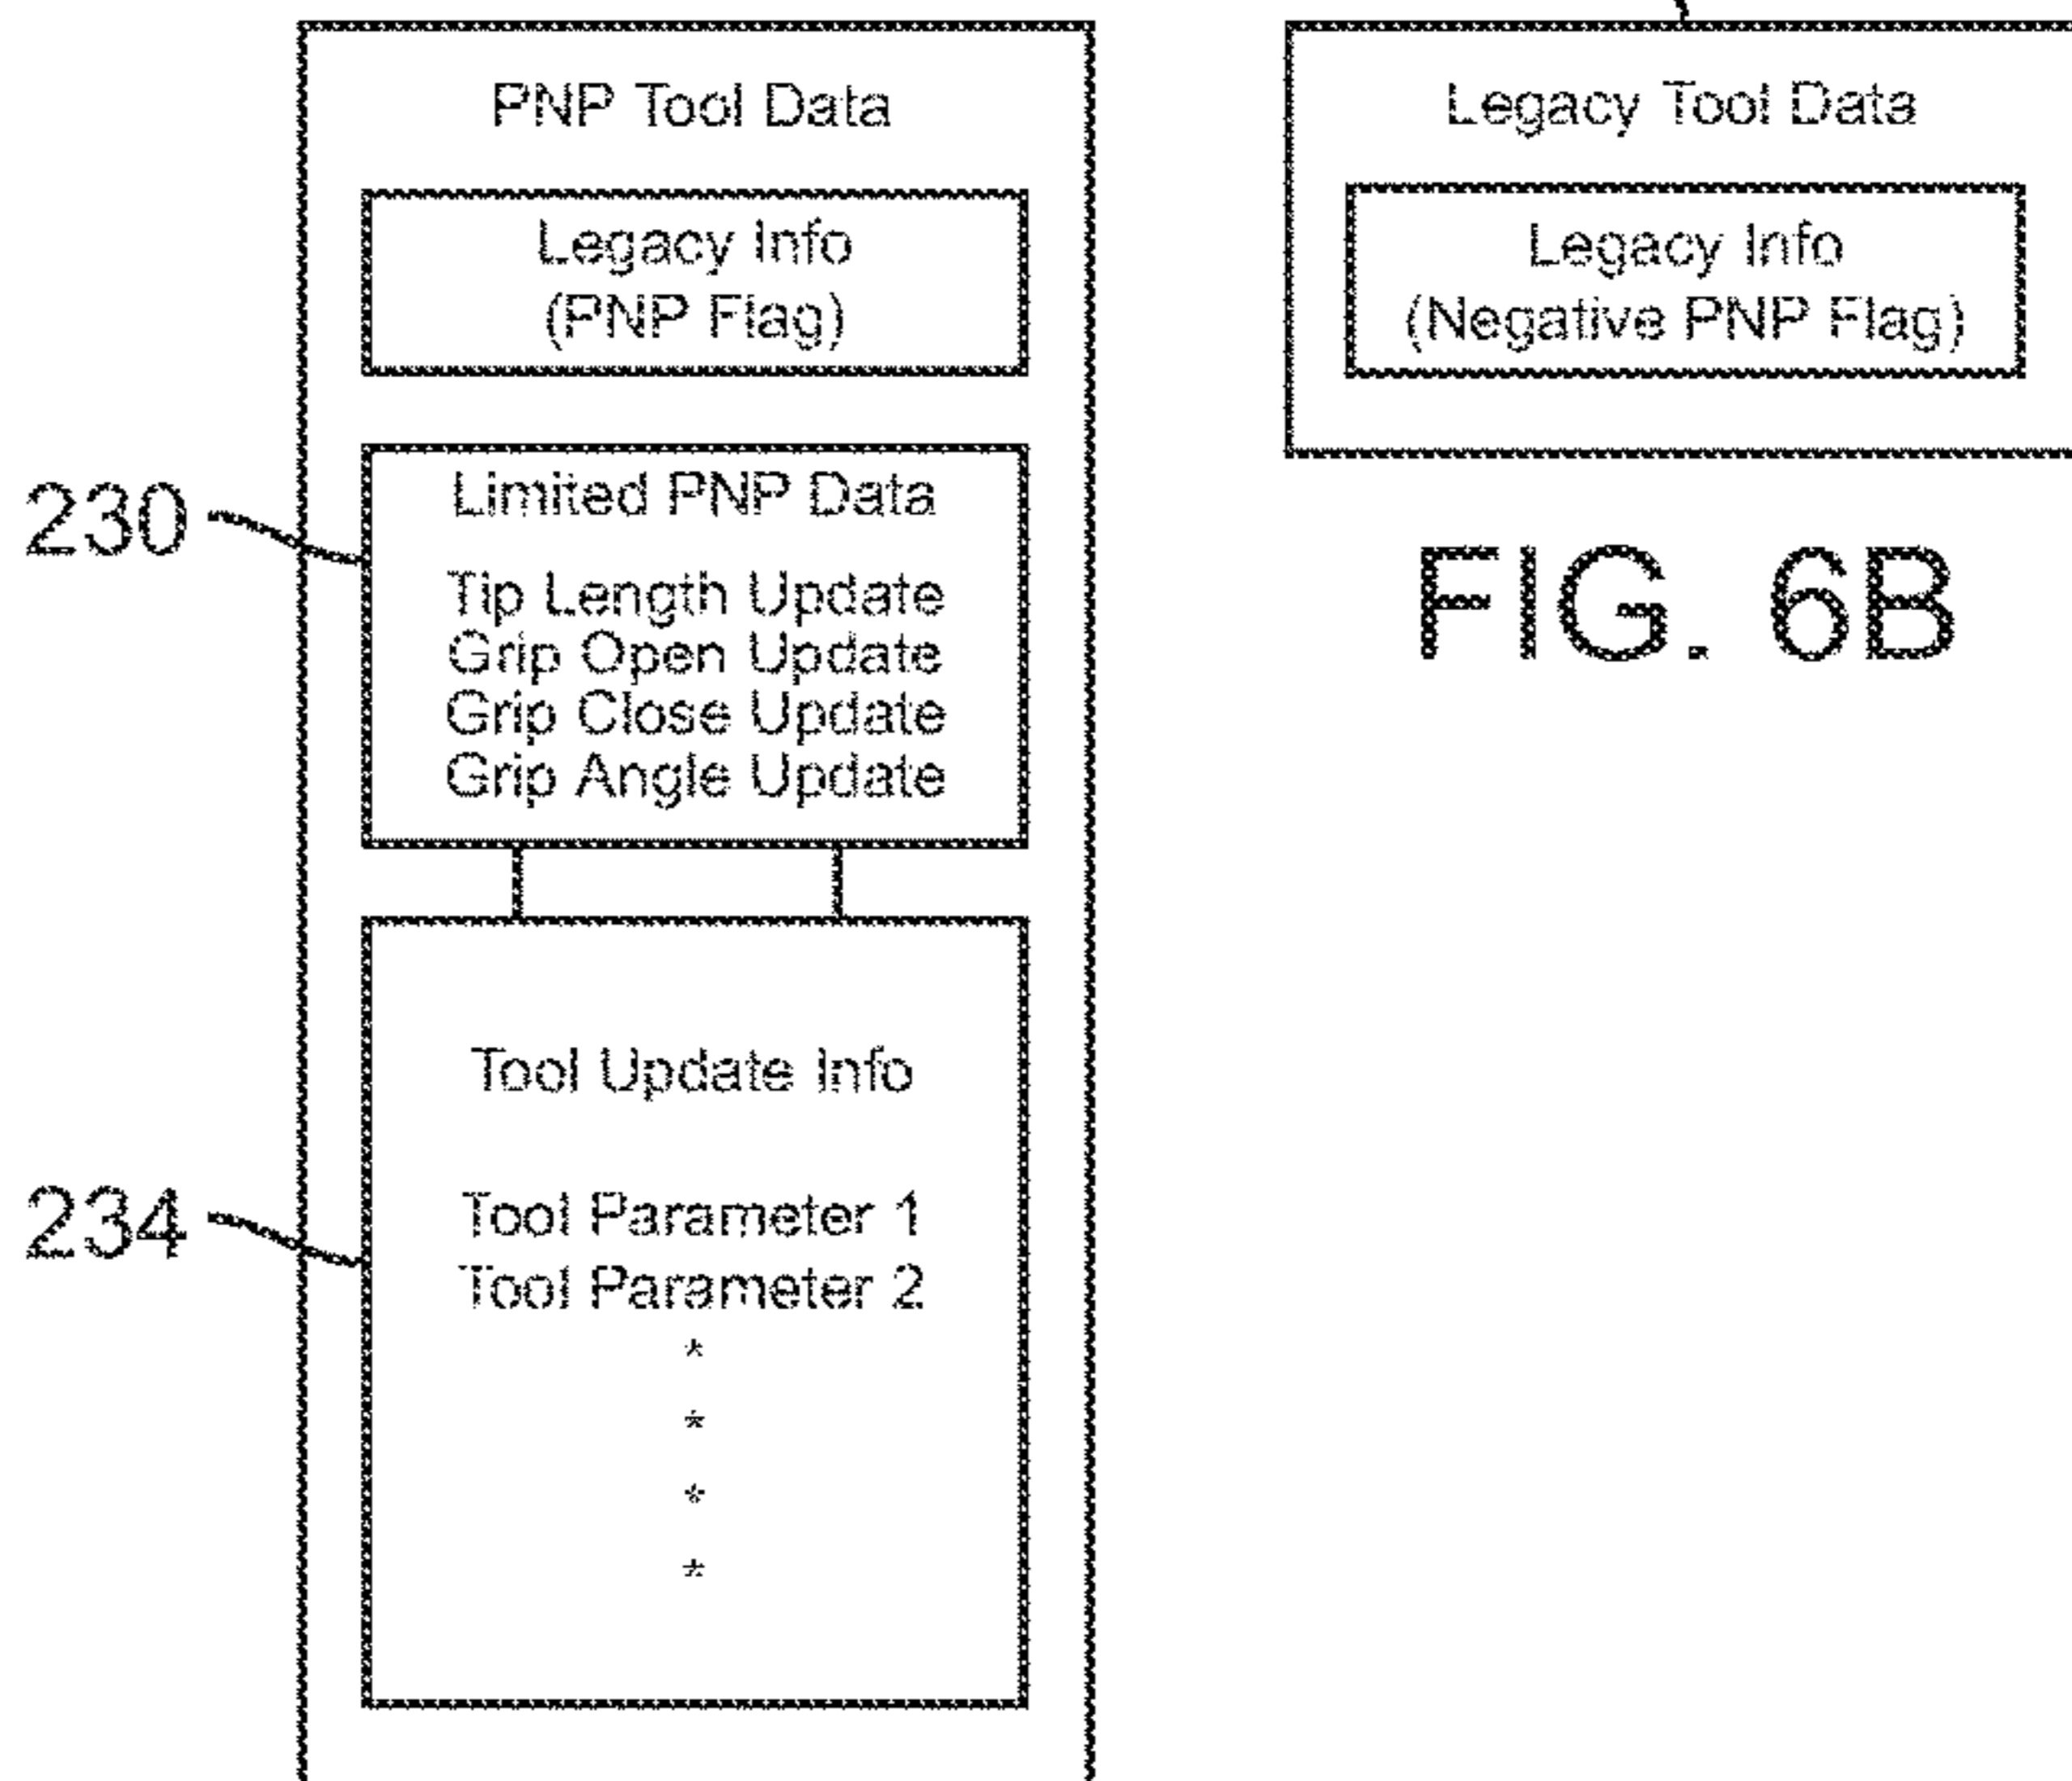 PNP Tool Data
Legacy Info
(PNP Flag)
230
Limited PNP Data
Tip Length Update
Grip Open Update
Grip Close Update
Grip Angle Update
234
Tool Update Info
Tool Parameter 1
Tool Parameter 2
*
*
*
*
Legacy Tool Data
Legacy Info
(Negative PNP Flag)
FIG. 6B